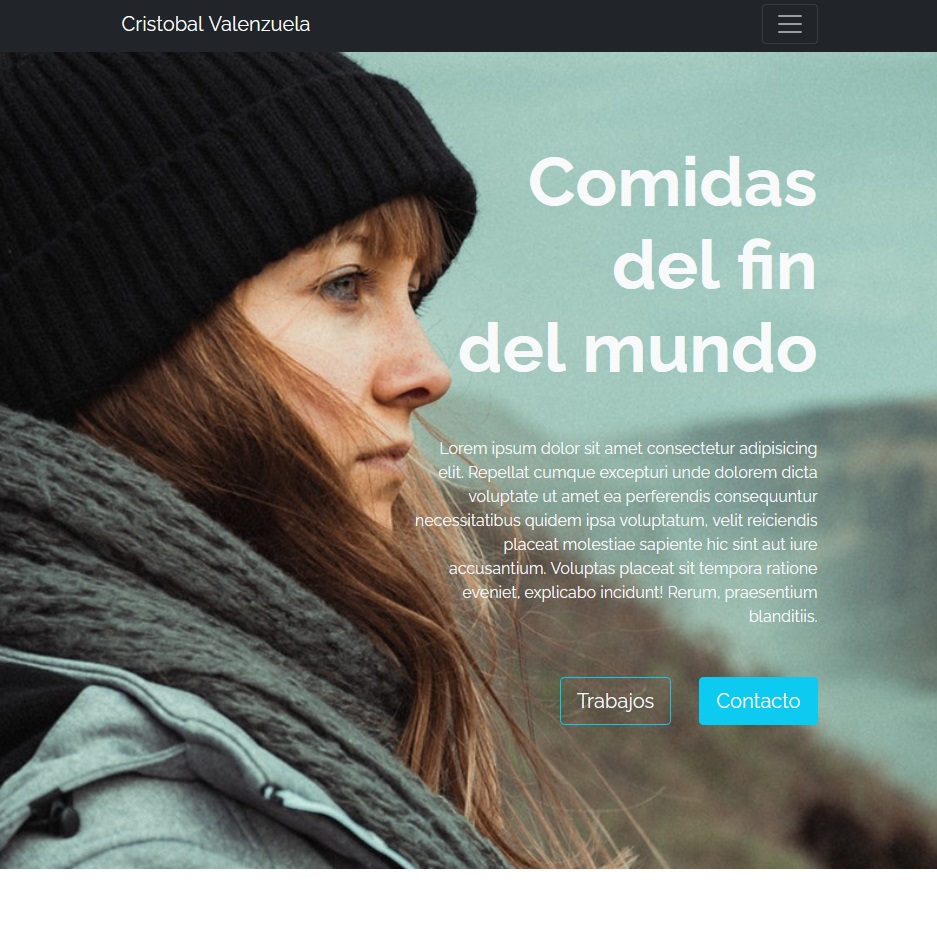 Cristobal Valenzuela
Comidas
del fin
del mundo
Lorem ipsum dolor sit amet consectetur adipisicing
elit. Repellat cumque excepturi unde dolorem dicta
voluptate ut amet ea perferendis consequuntur
necessitatibus quidem ipsa voluptatum, velit reiciendis
placeat molestiae sapiente hic sint aut iure
accusantium. Voluptas placeat sit tempora ratione
eveniet, explicabo incidunt! Rerum, praesentium
blanditiis.
Trabajos
Contacto